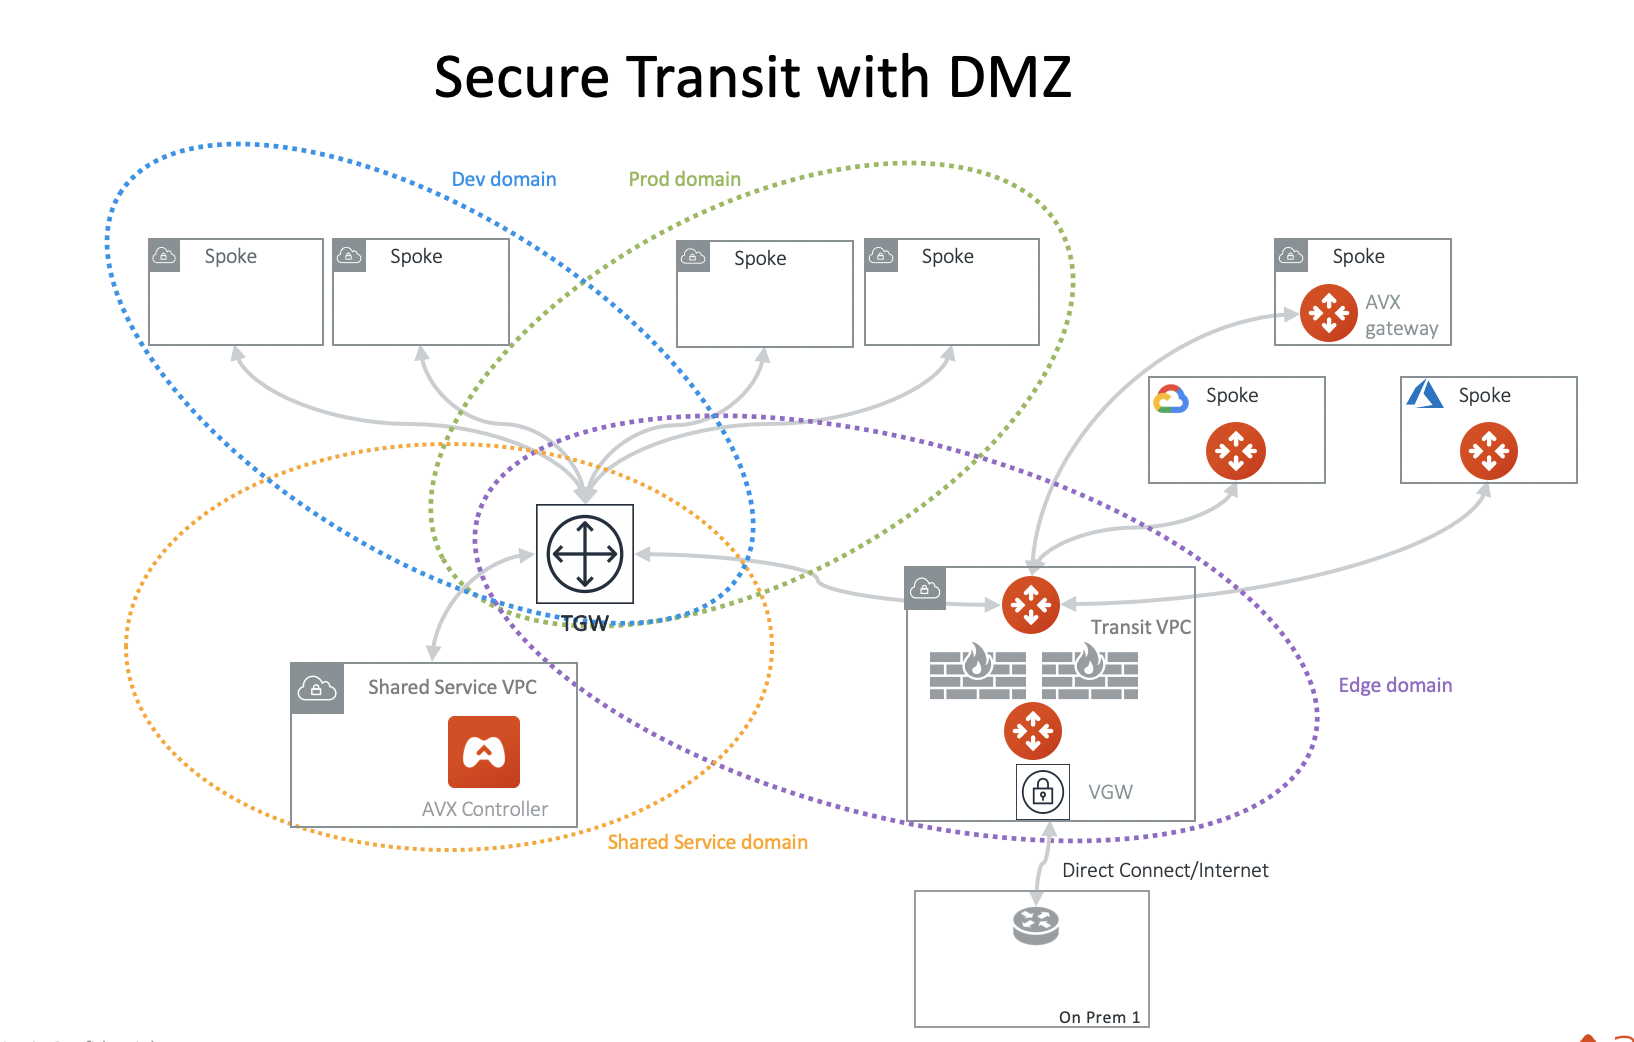 Secure Transit with DMZ
Dev domain
Prod domain
Spoke
Spoke
Spoke
Spoke
Spoke
AVX
gateway
Spoke
Spoke
TGW
Transit VPC
Shared Service VPC
Edge domain
AVX Controller
VGW
Shared Service domain
Direct Connect/Internet
On Prem 1